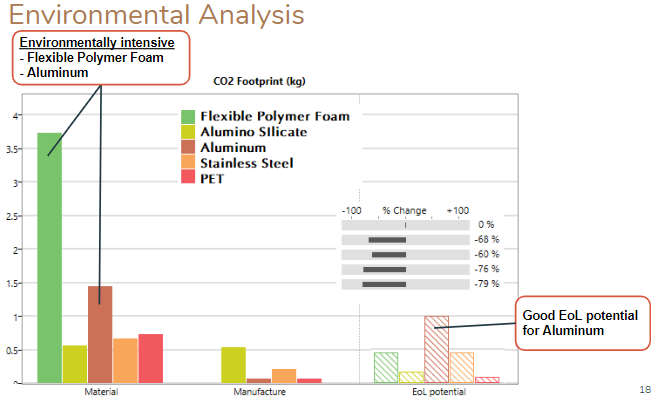 Environmental Analysis
Environmentally intensive
- Flexible Polymer Foam
- Aluminum
CO2 Footprint (kg)
Flexible Polymer Foam
Alumino SIlicate
Aluminum
Stainless Steel
PET
4
3.5
3
2.5
2
1.5
1
0.5
0
-100 % Change +100
0 %
-68 %
-60 %
-76 %
-79 %
Good EoL potential
for Aluminum
Material Manufacture EoL potential
18